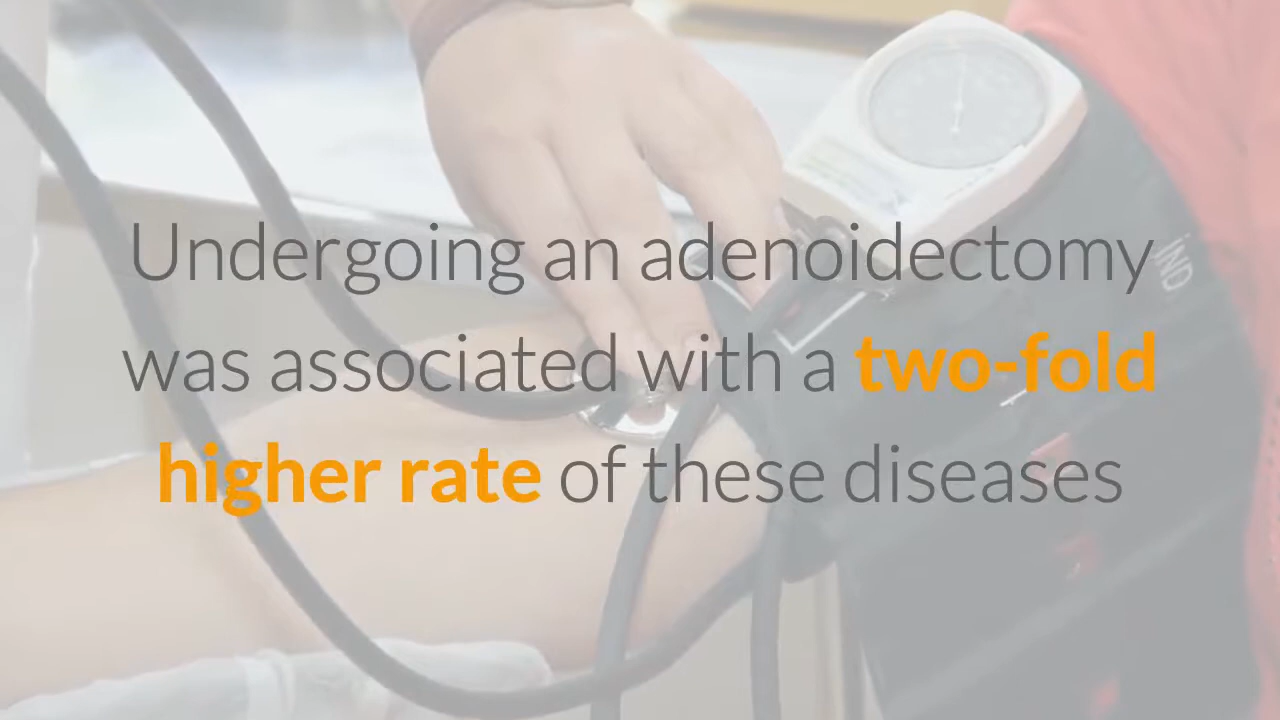 Undergoing an adenoidectomy
was associated with a two-fold
higher rate of these diseases